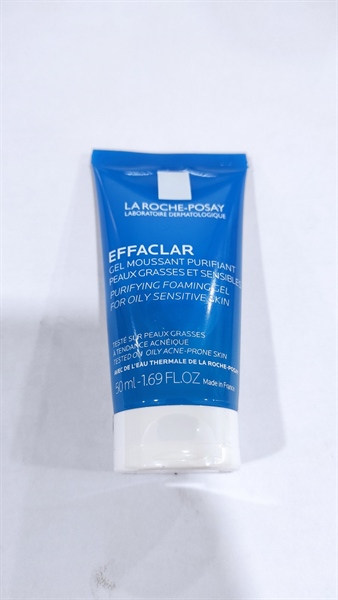 LA ROCHE-POSAY
LABORATOIRE DERMATOLOGIQUE
EFFACLAR
GEL MOUSSANT PURIFIANT
PEAUX GRASSES ET SENSIBLES
PURIFYING FOAMING GEL
FOR OILY SENSITIVE SKIN
TESTÉ SUR PEAUX GRASSES
À TENDANCE ACNÉIQUE
TESTED ON OILY ACNE-PRONE SKIN
AVEC DE L'EAU THERMALE DE LA ROCHE-POSAY
50 mL - 1.69 FL.OZ Made in France